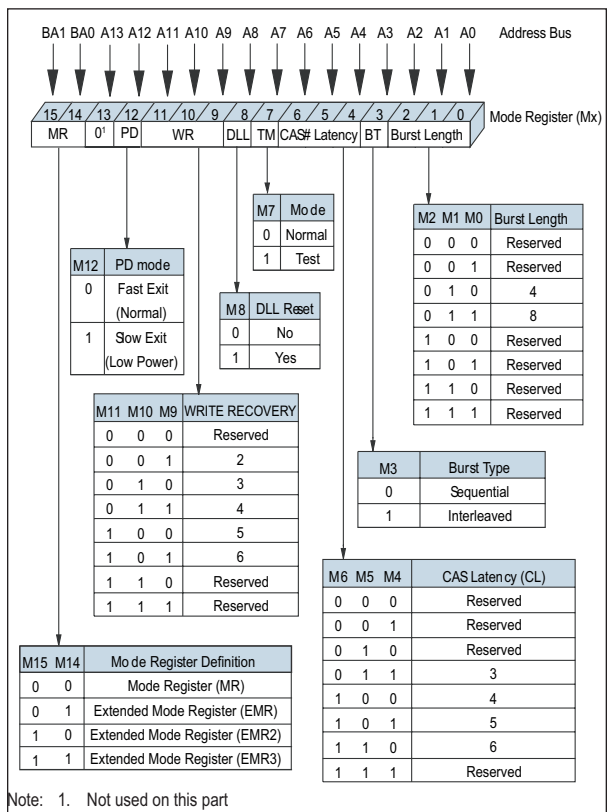 BA1 BA0 A13 A12 A11 A10 A9 A8 A7 A6 A5 A4 A3 A2 A1 A0 Address Bus
15 14 13 12 11 10 9 8 7 6 5 4 3 2 1 0 Mode Register (Mx)
MR 0¹ PD WR DLL TM CAS# Latency BT Burst Length
M7 Mode
0 Normal
1 Test
M2 M1 M0 Burst Length
0 0 0 Reserved
0 0 1 Reserved
0 1 0 4
0 1 1 8
1 0 0 Reserved
1 0 1 Reserved
1 1 0 Reserved
1 1 1 Reserved
M12 PD mode
0 Fast Exit
(Normal)
1 Slow Exit
(Low Power)
M8 DLL Reset
0 No
1 Yes
M11 M10 M9 WRITE RECOVERY
0 0 0 Reserved
0 0 1 2
0 1 0 3
0 1 1 4
1 0 0 5
1 0 1 6
1 1 0 Reserved
1 1 1 Reserved
M3 Burst Type
0 Sequential
1 Interleaved
M6 M5 M4 CAS Latency (CL)
0 0 0 Reserved
0 0 1 Reserved
0 1 0 Reserved
0 1 1 3
1 0 0 4
1 0 1 5
1 1 0 6
1 1 1 Reserved
M15 M14 Mode Register Definition
0 0 Mode Register (MR)
0 1 Extended Mode Register (EMR)
1 0 Extended Mode Register (EMR2)
1 1 Extended Mode Register (EMR3)
Note: 1. Not used on this part